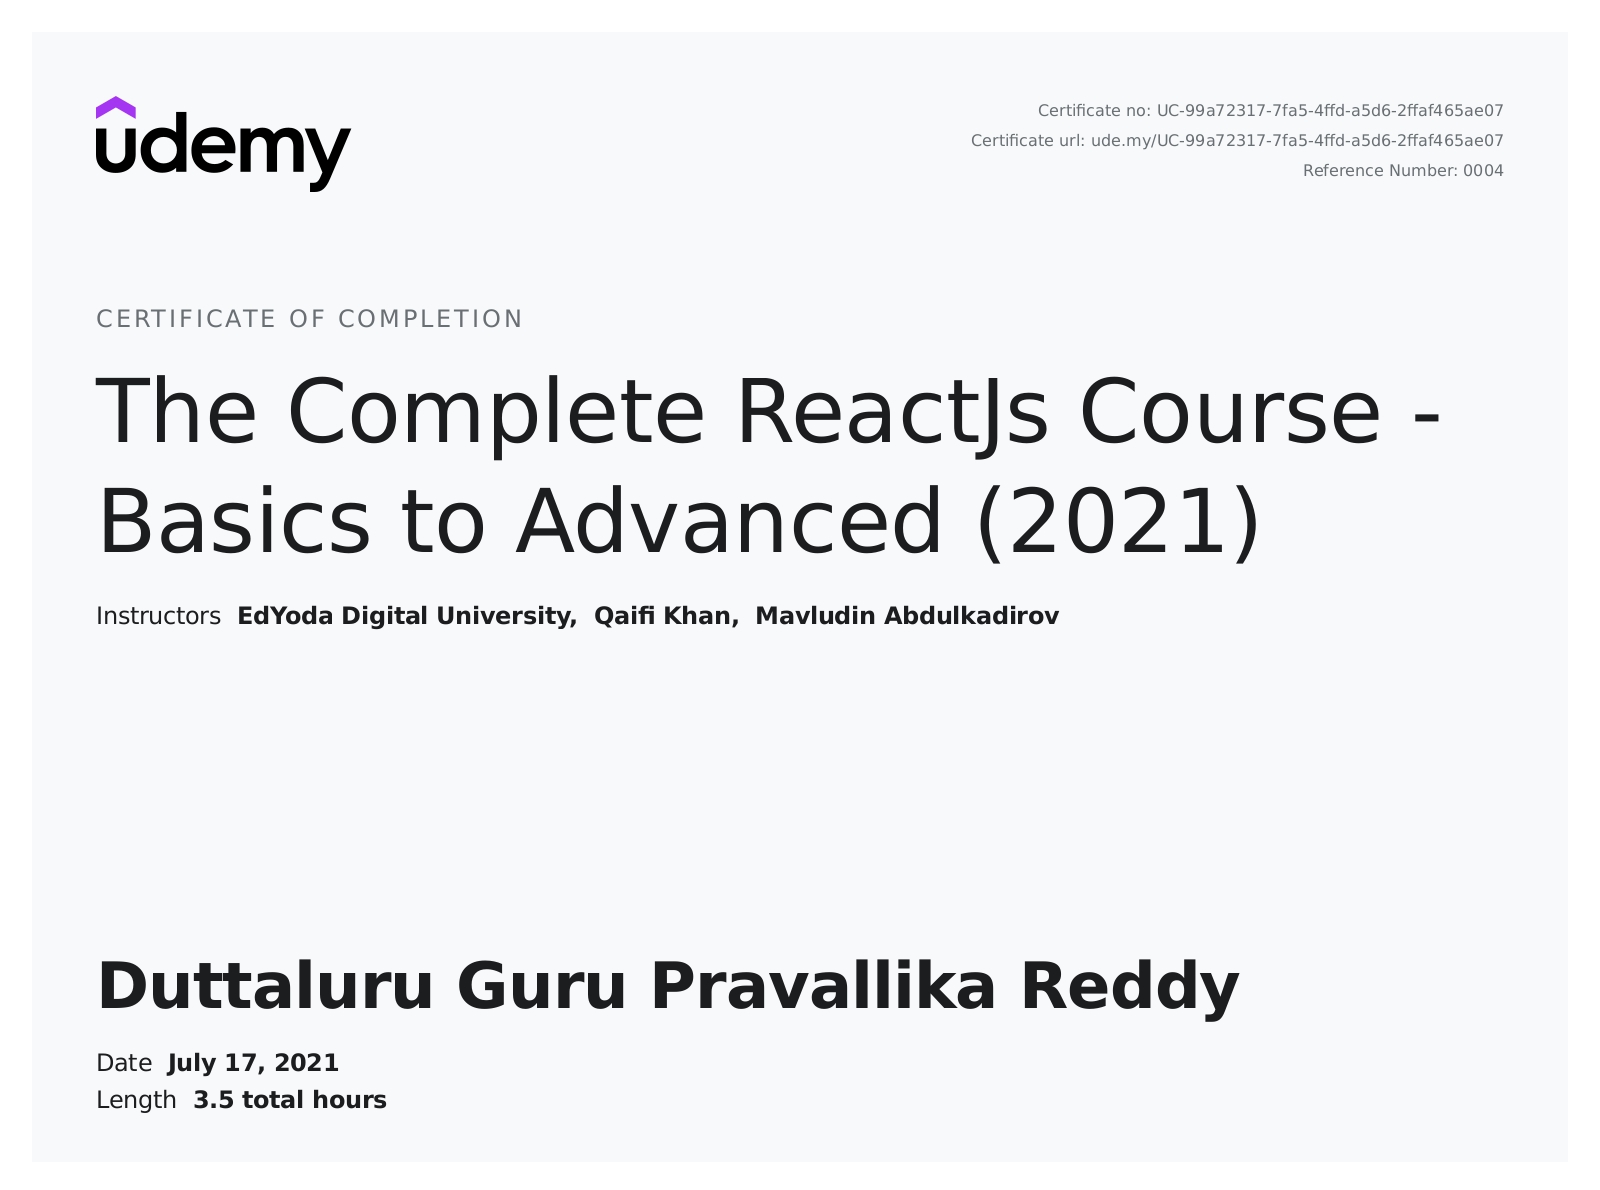 udemy
Certificate no: UC-99a72317-7fa5-4ffd-a5d6-2ffaf465ae07
Certificate url: ude.my/UC-99a72317-7fa5-4ffd-a5d6-2ffaf465ae07
Reference Number: 0004
CERTIFICATE OF COMPLETION
The Complete ReactJs Course -
Basics to Advanced (2021)
Instructors EdYoda Digital University, Qaifi Khan, Mavludin Abdulkadirov
Duttaluru Guru Pravallika Reddy
Date July 17, 2021
Length 3.5 total hours